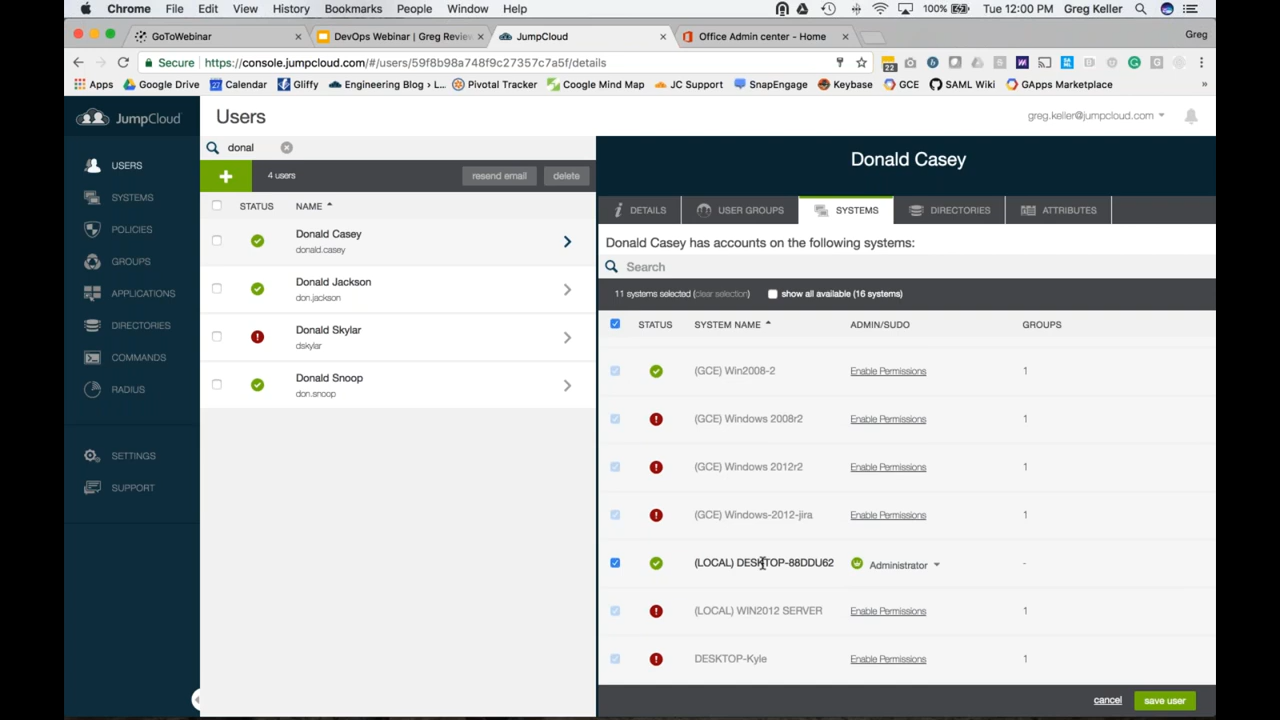 Chrome File Edit View History Bookmarks People Window Help 100% Tue 12:00 PM Greg Keller
GoToWebinar DevOps Webinar | Greg Revie JumpCloud Office Admin center - Home Greg
Secure https://console.jumpcloud.com/#/users/59f8b98a748f9c27357c7a5f/details 22
Apps Google Drive 27 Calendar Gliffy Engineering Blog › L... Pivotal Tracker Google Mind Map JC Support SnapEngage Keybase GCE SAML Wiki GApps Marketplace »
JumpCloud Users greg.keller@jumpcloud.com
donal
Donald Casey
USERS
SYSTEMS
POLICIES
GROUPS
APPLICATIONS
DIRECTORIES
COMMANDS
RADIUS
SETTINGS
SUPPORT
+ 4 users resend email delete
STATUS NAME
Donald Casey
donald.casey
Donald Jackson
don.jackson
Donald Skylar
dskylar
Donald Snoop
don.snoop
DETAILS USER GROUPS SYSTEMS DIRECTORIES ATTRIBUTES
Donald Casey has accounts on the following systems:
Search
11 systems selected (clear selection) show all available (16 systems)
STATUS SYSTEM NAME ADMIN/SUDO GROUPS
(GCE) Win2008-2 Enable Permissions 1
(GCE) Windows 2008r2 Enable Permissions 1
(GCE) Windows 2012r2 Enable Permissions 1
(GCE) Windows-2012-jira Enable Permissions 1
(LOCAL) DESKTOP-88DDU62 Administrator -
(LOCAL) WIN2012 SERVER Enable Permissions 1
DESKTOP-Kyle Enable Permissions 1
cancel save user